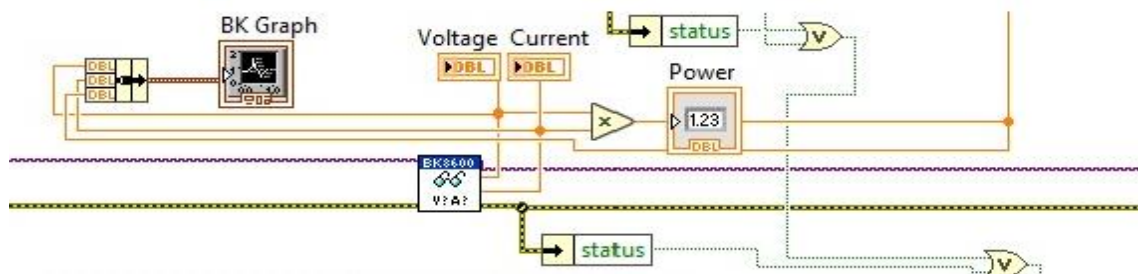 BK Graph
Voltage Current
status
V
DBL
DBL
DBL
DBL
DBL
Power
×
1.23
DBL
BK8600
V?A?
status
V